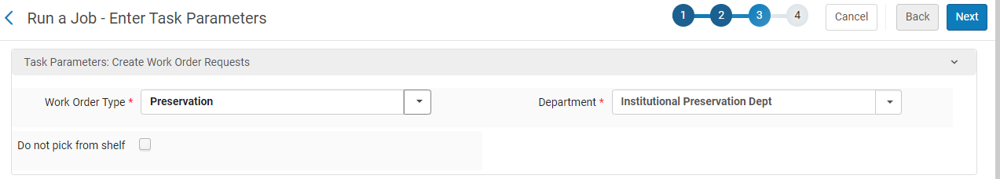 Run a Job - Enter Task Parameters
1 2 3 4
Cancel
Back
Next
Task Parameters: Create Work Order Requests
Work Order Type * Preservation
Department * Institutional Preservation Dept
Do not pick from shelf